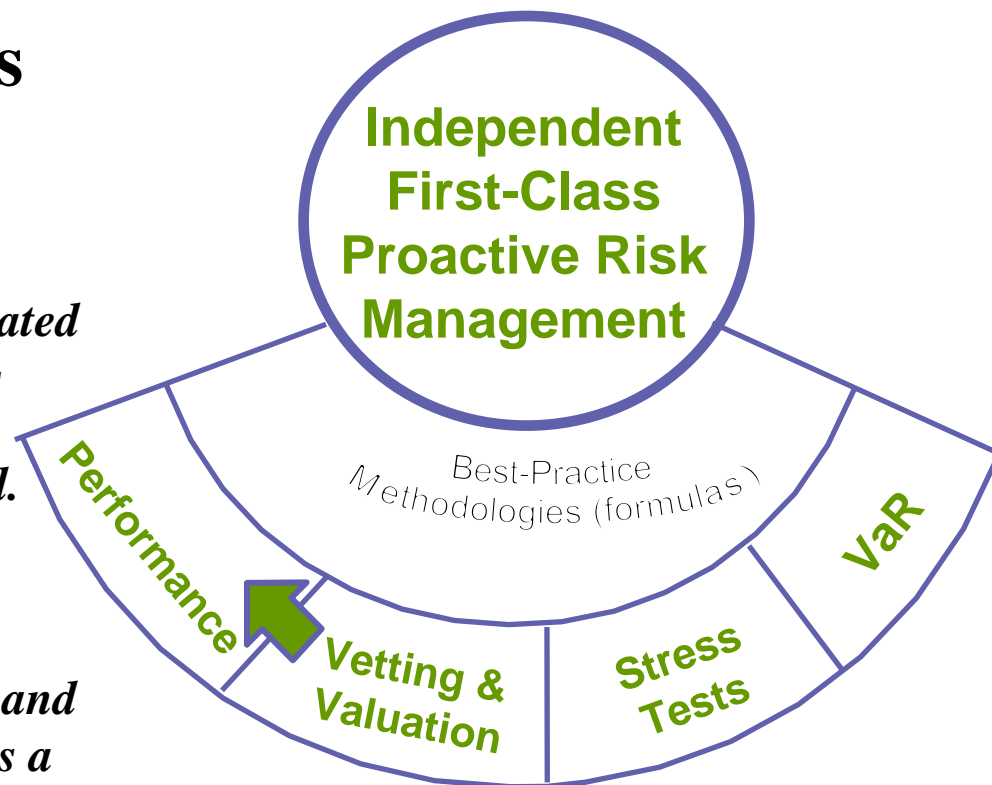 s
ated
d.
and
s a
Independent
First-Class
Proactive Risk
Management
Best-Practice
Methodologies (formulas)
Performance
Vetting &
Valuation
Stress
Tests
VaR